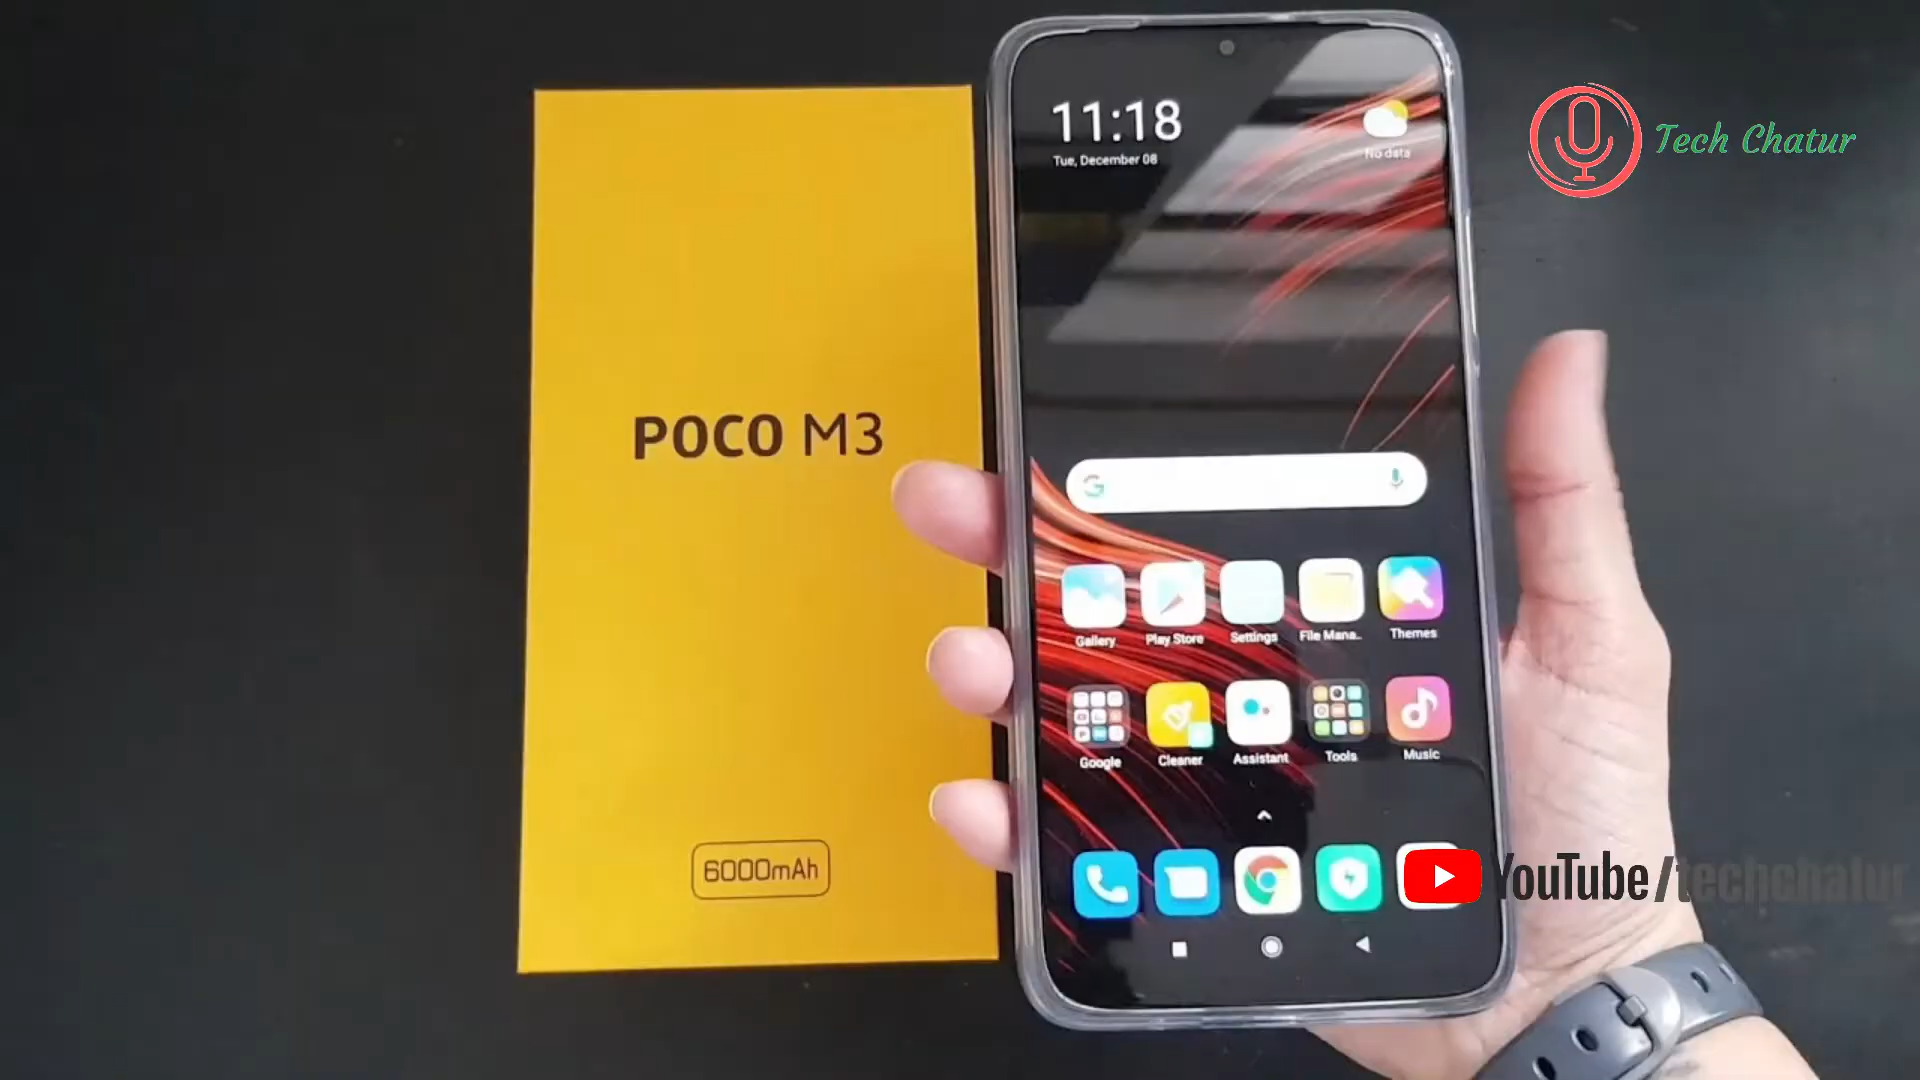 11:18
Tue, December 08
No data
Tech Chatur
POCO M3
Gallery
Play Store
Settings
File Mana..
Themes
Google
Cleaner
Assistant
Tools
Music
6000mAh
YouTube/techchatur